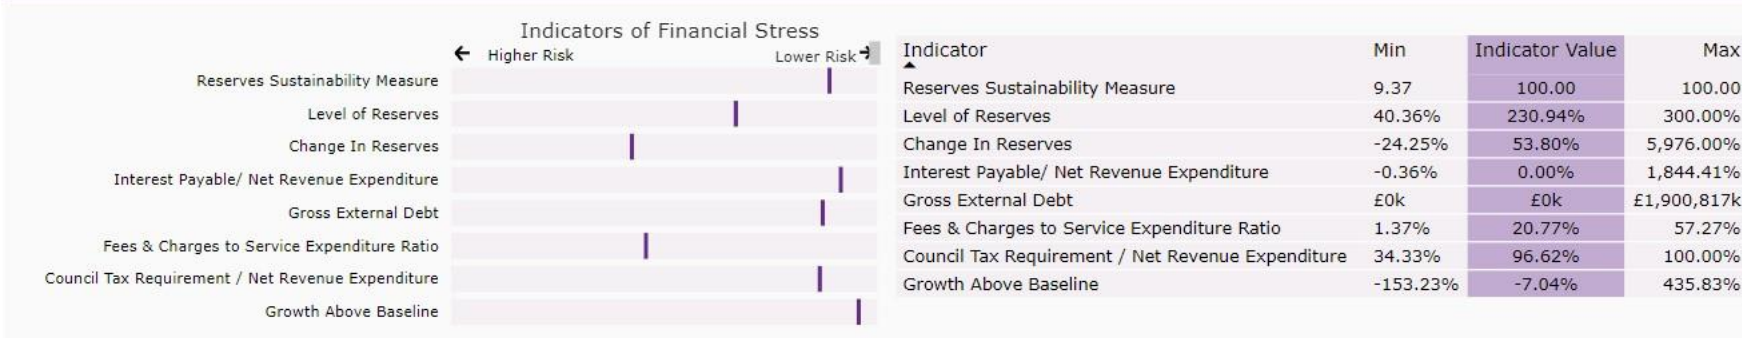 Indicators of Financial Stress
← Higher Risk Lower Risk →
Reserves Sustainability Measure
Level of Reserves
Change In Reserves
Interest Payable/ Net Revenue Expenditure
Gross External Debt
Fees & Charges to Service Expenditure Ratio
Council Tax Requirement / Net Revenue Expenditure
Growth Above Baseline
Indicator Min Indicator Value Max
Reserves Sustainability Measure 9.37 100.00 100.00
Level of Reserves 40.36% 230.94% 300.00%
Change In Reserves -24.25% 53.80% 5,976.00%
Interest Payable/ Net Revenue Expenditure -0.36% 0.00% 1,844.41%
Gross External Debt £0k £0k £1,900,817k
Fees & Charges to Service Expenditure Ratio 1.37% 20.77% 57.27%
Council Tax Requirement / Net Revenue Expenditure 34.33% 96.62% 100.00%
Growth Above Baseline -153.23% -7.04% 435.83%